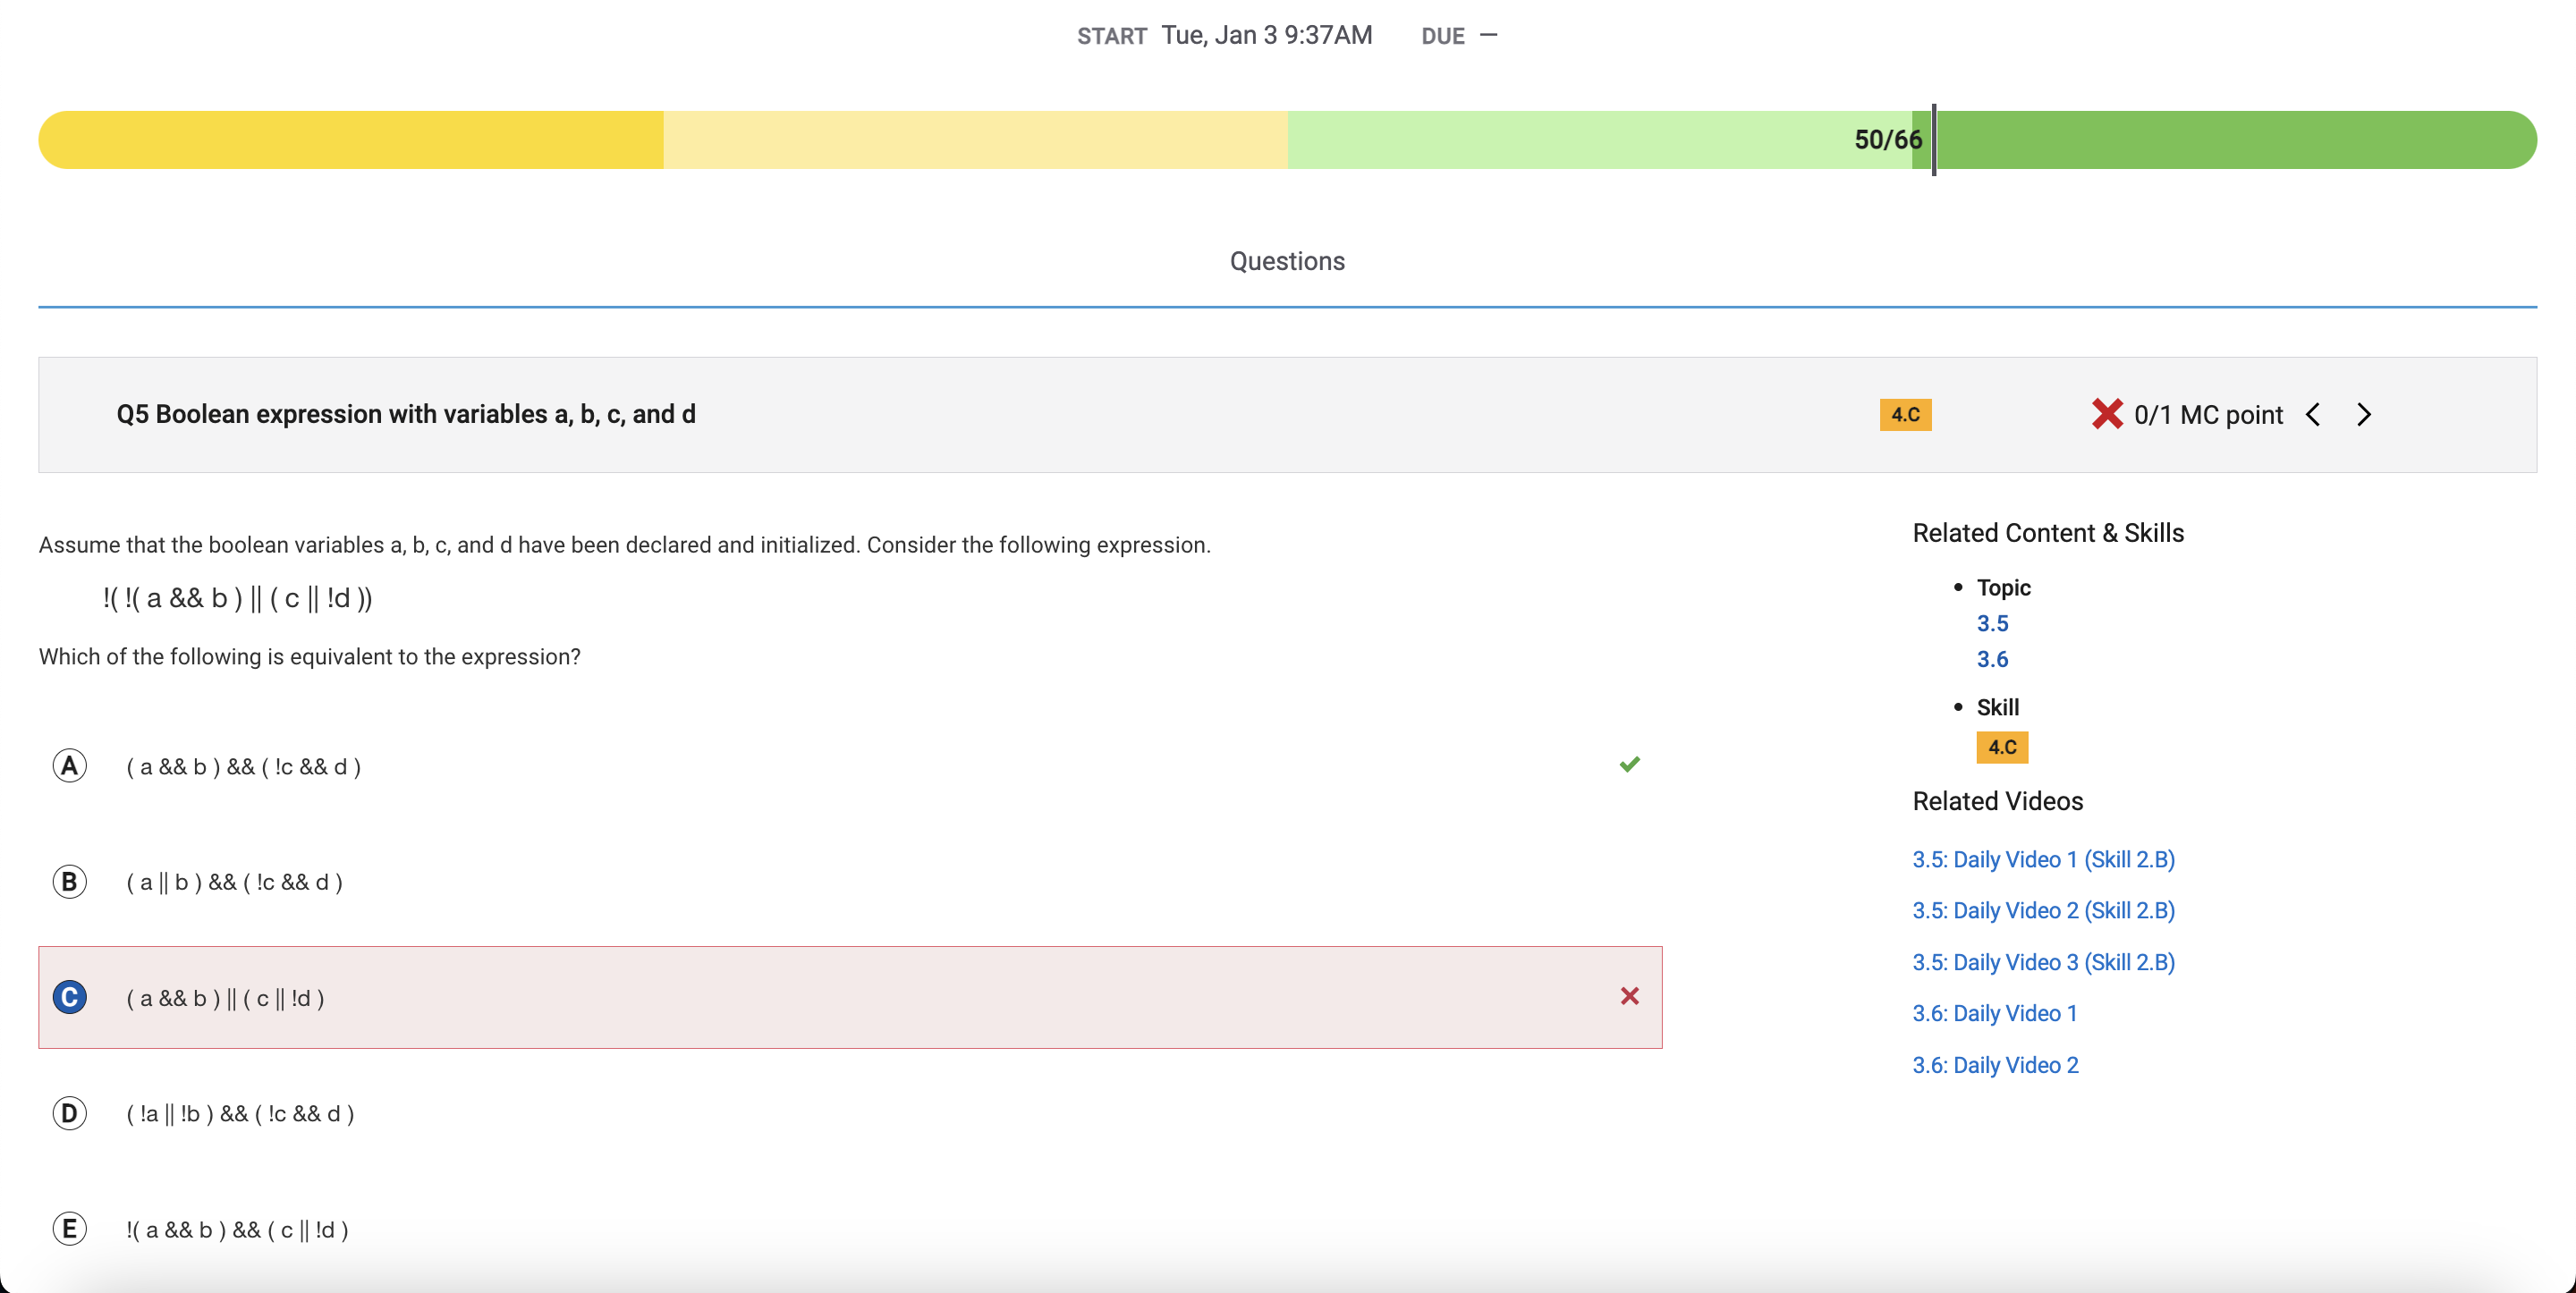 START Tue, Jan 3 9:37AM DUE —
50/66
Questions
Q5 Boolean expression with variables a, b, c, and d
4.C
0/1 MC point
Assume that the boolean variables a, b, c, and d have been declared and initialized. Consider the following expression.
!( !( a && b ) || ( c || !d ))
Which of the following is equivalent to the expression?
A ( a && b ) && ( !c && d )
B ( a || b ) && ( !c && d )
C ( a && b ) || ( c || !d )
D ( !a || !b ) && ( !c && d )
E !( a && b ) && ( c || !d )
Related Content & Skills
• Topic
3.5
3.6
• Skill
4.C
Related Videos
3.5: Daily Video 1 (Skill 2.B)
3.5: Daily Video 2 (Skill 2.B)
3.5: Daily Video 3 (Skill 2.B)
3.6: Daily Video 1
3.6: Daily Video 2